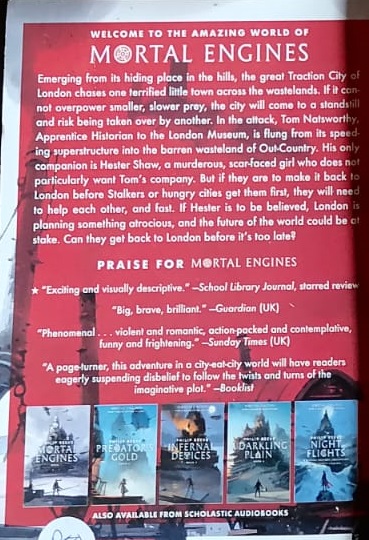 WELCOME TO THE AMAZING WORLD OF
MORTAL ENGINES
Emerging from its hiding place in the hills, the great Traction City of
London chases one terrified little town across the wastelands. If it can-
not overpower smaller, slower prey, the city will come to a standstill
and risk being taken over by another. In the attack, Tom Natsworthy,
Apprentice Historian to the London Museum, is flung from its speed-
ing superstructure into the barren wasteland of Out-Country. His only
companion is Hester Shaw, a murderous, scar-faced girl who does not
particularly want Tom's company. But if they are to make it back to
London before Stalkers or hungry cities get them first, they will need
to help each other, and fast. If Hester is to be believed, London is
planning something atrocious, and the future of the world could be at
stake. Can they get back to London before it's too late?
PRAISE FOR MORTAL ENGINES
★ "Exciting and visually descriptive." —School Library Journal, starred review
"Big, brave, brilliant." —Guardian (UK)
"Phenomenal . . . violent and romantic, action-packed and contemplative,
funny and frightening." —Sunday Times (UK)
"A page-turner, this adventure in a city-eat-city world will have readers
eagerly suspending disbelief to follow the twists and turns of the
imaginative plot." —Booklist
PHILIP REEVE
MORTAL ENGINES
PHILIP REEVE
PREDATOR'S GOLD
PHILIP REEVE
INFERNAL DEVICES
PHILIP REEVE
A DARKLING PLAIN
PHILIP REEVE
NIGHT FLIGHTS
ALSO AVAILABLE FROM SCHOLASTIC AUDIOBOOKS